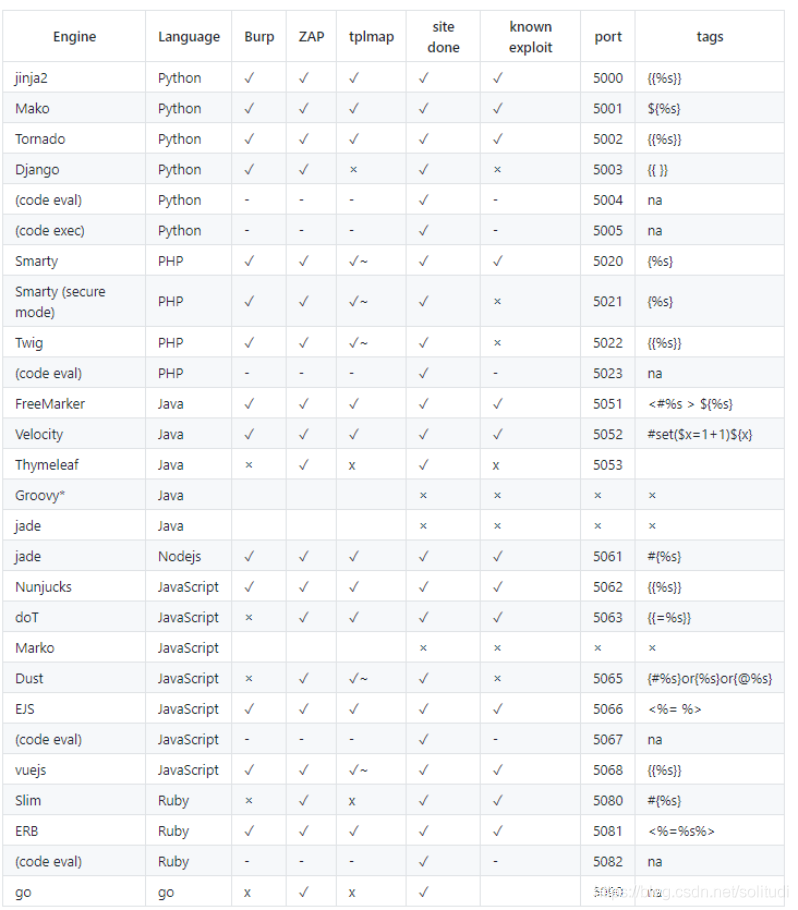 Engine Language Burp ZAP tplmap site done known exploit port tags
jinja2 Python ✓ ✓ ✓ ✓ ✓ 5000 {{%s}}
Mako Python ✓ ✓ ✓ ✓ ✓ 5001 ${%s}
Tornado Python ✓ ✓ ✓ ✓ ✓ 5002 {{%s}}
Django Python ✓ ✓ × ✓ × 5003 {{ }}
(code eval) Python - - - ✓ - 5004 na
(code exec) Python - - - ✓ - 5005 na
Smarty PHP ✓ ✓ ✓~ ✓ ✓ 5020 {%s}
Smarty (secure mode) PHP ✓ ✓ ✓~ ✓ × 5021 {%s}
Twig PHP ✓ ✓ ✓~ ✓ × 5022 {{%s}}
(code eval) PHP - - - ✓ - 5023 na
FreeMarker Java ✓ ✓ ✓ ✓ ✓ 5051 <#%s > ${%s}
Velocity Java ✓ ✓ ✓ ✓ ✓ 5052 #set($x=1+1)${x}
Thymeleaf Java × ✓ x ✓ x 5053
Groovy* Java × × × ×
jade Java × × × ×
jade Nodejs ✓ ✓ ✓ ✓ ✓ 5061 #{%s}
Nunjucks JavaScript ✓ ✓ ✓ ✓ ✓ 5062 {{%s}}
doT JavaScript × ✓ ✓ ✓ ✓ 5063 {{=%s}}
Marko JavaScript × × × ×
Dust JavaScript × ✓ ✓~ ✓ × 5065 {#%s}or{%s}or{@%s}
EJS JavaScript ✓ ✓ ✓ ✓ ✓ 5066 <%= %>
(code eval) JavaScript - - - ✓ - 5067 na
vuejs JavaScript ✓ ✓ ✓~ ✓ ✓ 5068 {{%s}}
Slim Ruby × ✓ x ✓ ✓ 5080 #{%s}
ERB Ruby ✓ ✓ ✓ ✓ ✓ 5081 <%=%s%>
(code eval) Ruby - - - ✓ - 5082 na
go go x ✓ x ✓ na
https://blog.csdn.net/solitudi